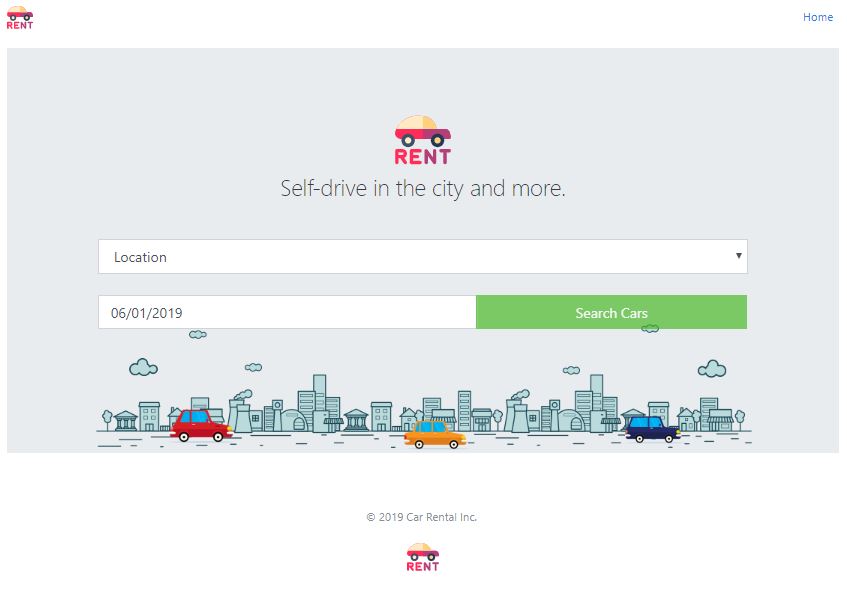 RENT
Home
RENT
Self-drive in the city and more.
Location
06/01/2019
Search Cars
© 2019 Car Rental Inc.
RENT